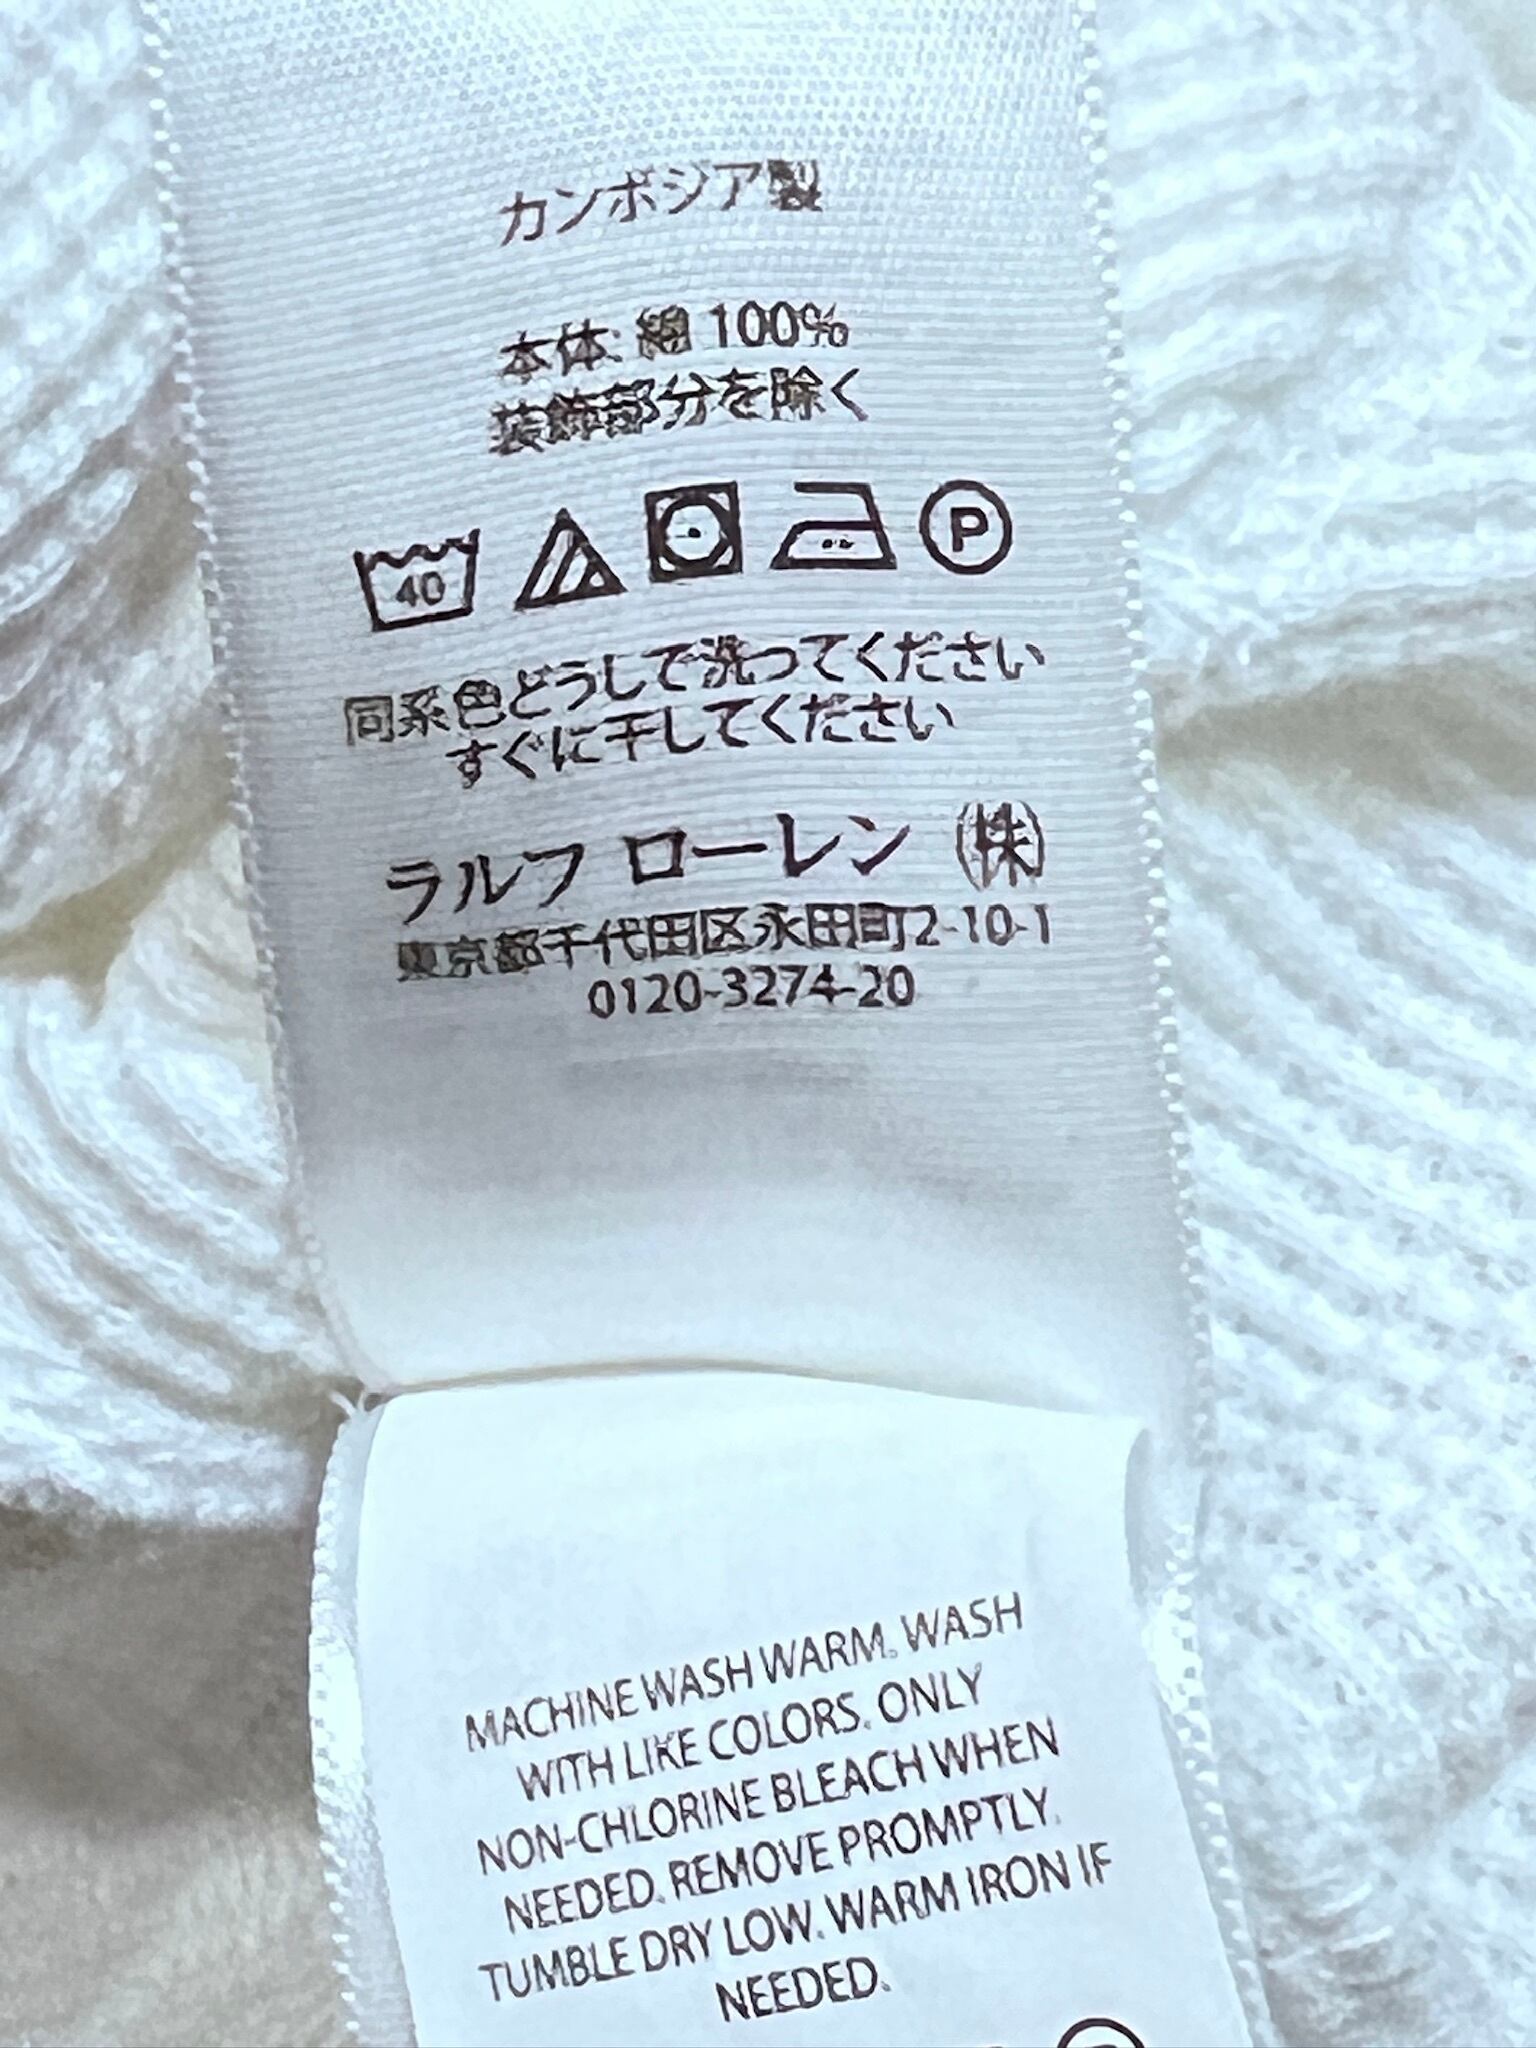 カンボジア製
本体: 綿 100%
装飾部分を除く
40
P
同系色どうしで洗ってください
すぐに干してください
ラルフ ローレン ㈱
東京都千代田区永田町2-10-1
0120-3274-20
MACHINE WASH WARM. WASH
WITH LIKE COLORS. ONLY
NON-CHLORINE BLEACH WHEN
NEEDED. REMOVE PROMPTLY.
TUMBLE DRY LOW. WARM IRON IF
NEEDED.